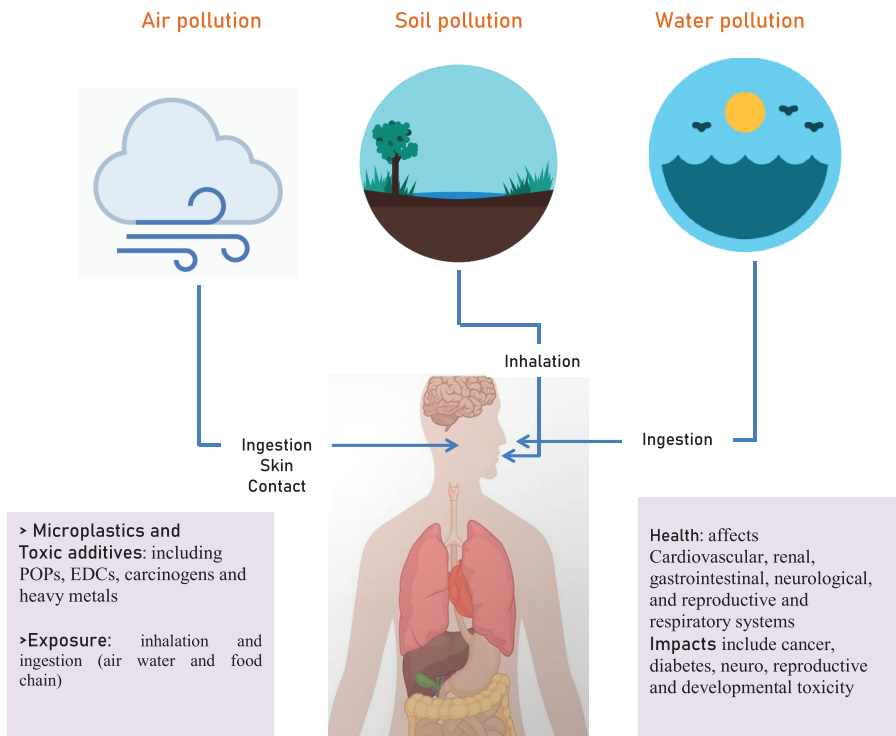 Air pollution
Soil pollution
Water pollution
Inhalation
Ingestion
Skin
Contact
Ingestion
> Microplastics and
Toxic additives: including
POPs, EDCs, carcinogens and
heavy metals
>Exposure: inhalation and
ingestion (air water and food
chain)
Health: affects
Cardiovascular, renal,
gastrointestinal, neurological,
and reproductive and
respiratory systems
Impacts include cancer,
diabetes, neuro, reproductive
and developmental toxicity